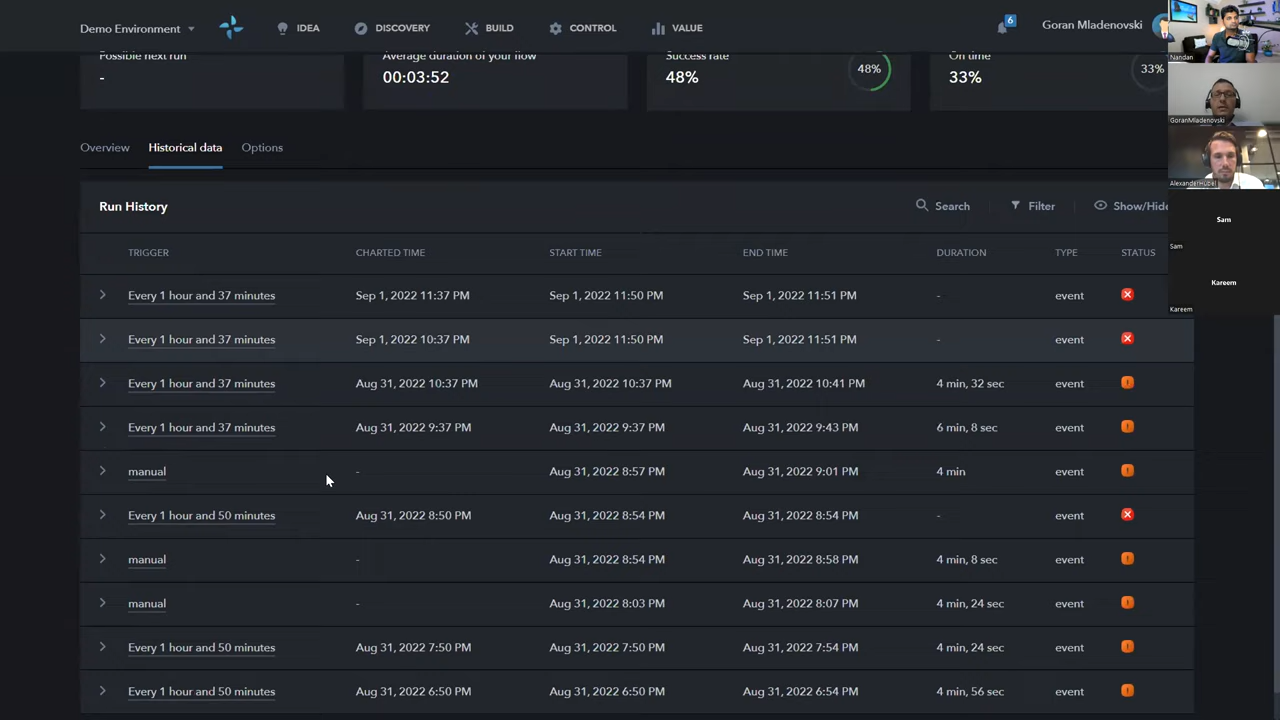 Demo Environment IDEA DISCOVERY BUILD CONTROL VALUE 6 Goran Mladenovski
Nandan
GoranMladenovski
AlexanderHübel
Sam
Sam
Kareem
Kareem
Possible next run Average duration of your flow Success rate On time
- 00:03:52 48% 48% 33% 33%
Overview Historical data Options
Run History Search Filter Show/Hide
TRIGGER CHARTED TIME START TIME END TIME DURATION TYPE STATUS
Every 1 hour and 37 minutes Sep 1, 2022 11:37 PM Sep 1, 2022 11:50 PM Sep 1, 2022 11:51 PM - event
Every 1 hour and 37 minutes Sep 1, 2022 10:37 PM Sep 1, 2022 11:50 PM Sep 1, 2022 11:51 PM - event
Every 1 hour and 37 minutes Aug 31, 2022 10:37 PM Aug 31, 2022 10:37 PM Aug 31, 2022 10:41 PM 4 min, 32 sec event
Every 1 hour and 37 minutes Aug 31, 2022 9:37 PM Aug 31, 2022 9:37 PM Aug 31, 2022 9:43 PM 6 min, 8 sec event
manual - Aug 31, 2022 8:57 PM Aug 31, 2022 9:01 PM 4 min event
Every 1 hour and 50 minutes Aug 31, 2022 8:50 PM Aug 31, 2022 8:54 PM Aug 31, 2022 8:54 PM - event
manual - Aug 31, 2022 8:54 PM Aug 31, 2022 8:58 PM 4 min, 8 sec event
manual - Aug 31, 2022 8:03 PM Aug 31, 2022 8:07 PM 4 min, 24 sec event
Every 1 hour and 50 minutes Aug 31, 2022 7:50 PM Aug 31, 2022 7:50 PM Aug 31, 2022 7:54 PM 4 min, 24 sec event
Every 1 hour and 50 minutes Aug 31, 2022 6:50 PM Aug 31, 2022 6:50 PM Aug 31, 2022 6:54 PM 4 min, 56 sec event